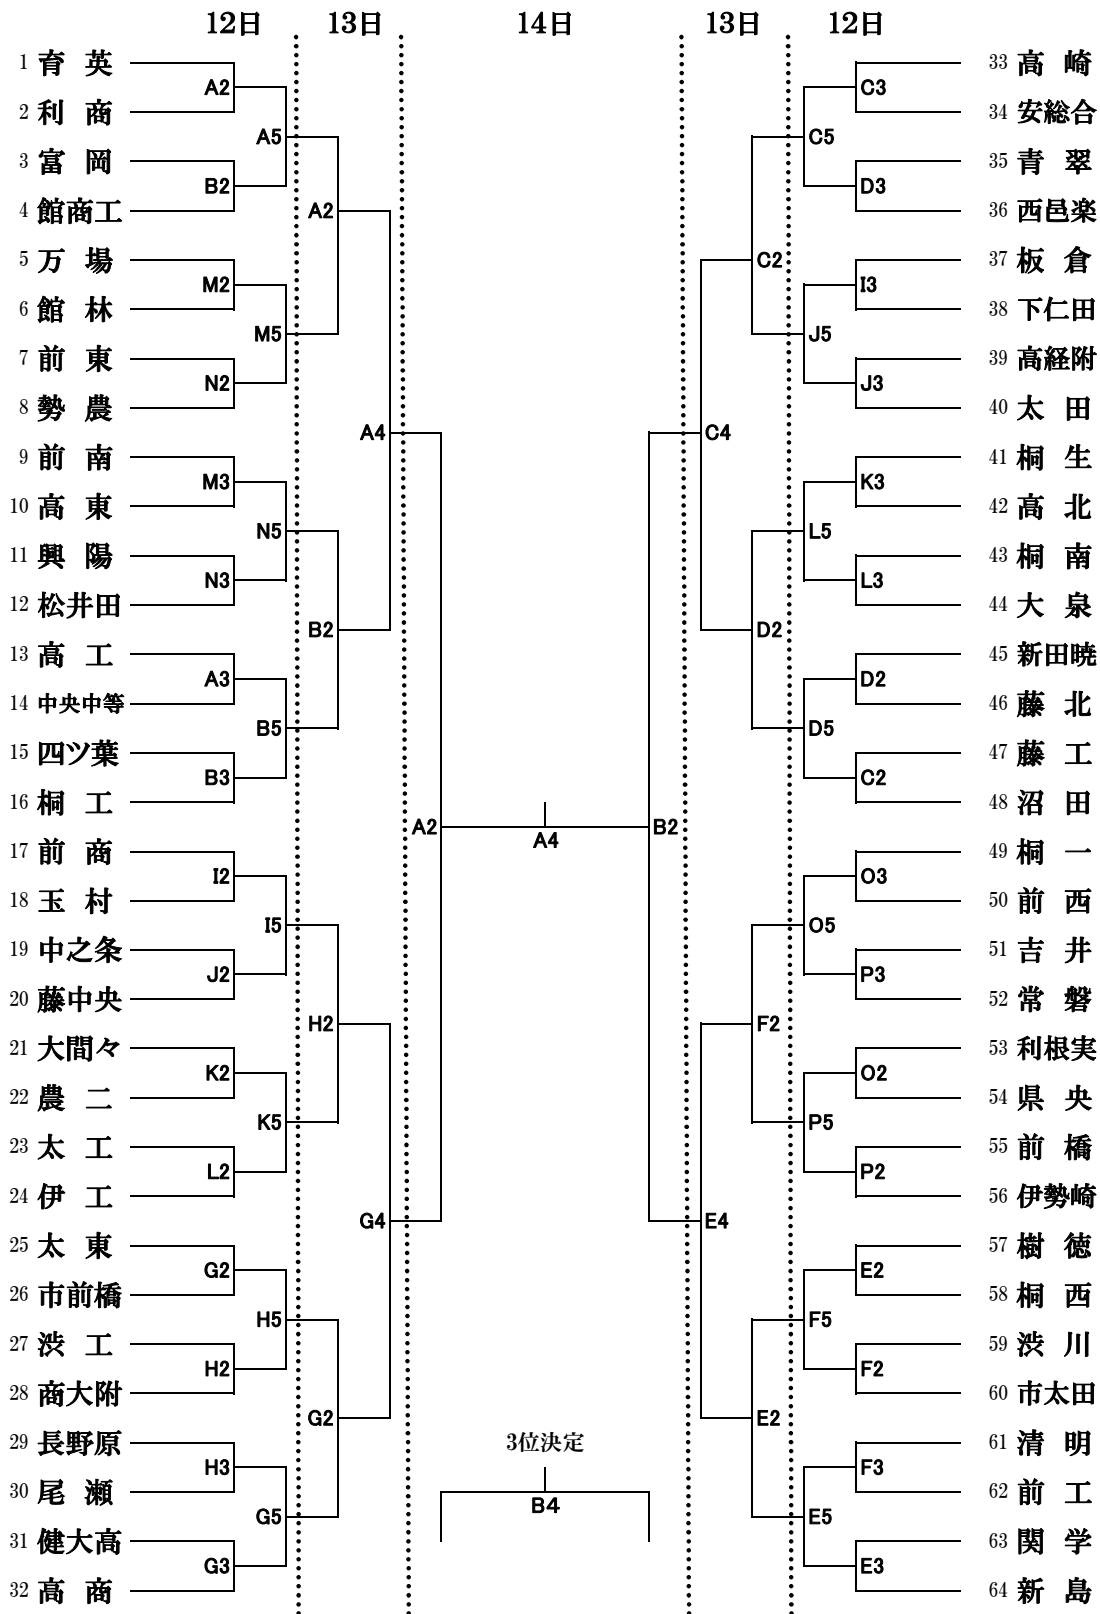 12日 13日 14日 13日 12日
1 育英
2 利商
3 富岡
4 館商工
5 万場
6 館林
7 前東
8 勢農
9 前南
10 高東
11 興陽
12 松井田
13 高工
14 中央中等
15 四ツ葉
16 桐工
17 前商
18 玉村
19 中之条
20 藤中央
21 大間々
22 農二
23 太工
24 伊工
25 太東
26 市前橋
27 渋工
28 商大附
29 長野原
30 尾瀬
31 健大高
32 高商
A2
B2
M2
N2
M3
N3
A3
B3
I2
J2
K2
L2
G2
H2
H3
G3
A5
M5
N5
B5
I5
K5
H5
G5
A2
B2
H2
G2
A4
G4
A2
A4
B2
3位決定
B4
C4
E4
C2
D2
F2
E2
C5
J5
L5
D5
O5
P5
F5
E5
C3
D3
I3
J3
K3
L3
D2
C2
O3
P3
O2
P2
E2
F2
F3
E3
33 高崎
34 安総合
35 青翠
36 西邑楽
37 板倉
38 下仁田
39 高経附
40 太田
41 桐生
42 高北
43 桐南
44 大泉
45 新田暁
46 藤北
47 藤工
48 沼田
49 桐一
50 前西
51 吉井
52 常磐
53 利根実
54 県央
55 前橋
56 伊勢崎
57 樹徳
58 桐西
59 渋川
60 市太田
61 清明
62 前工
63 関学
64 新島